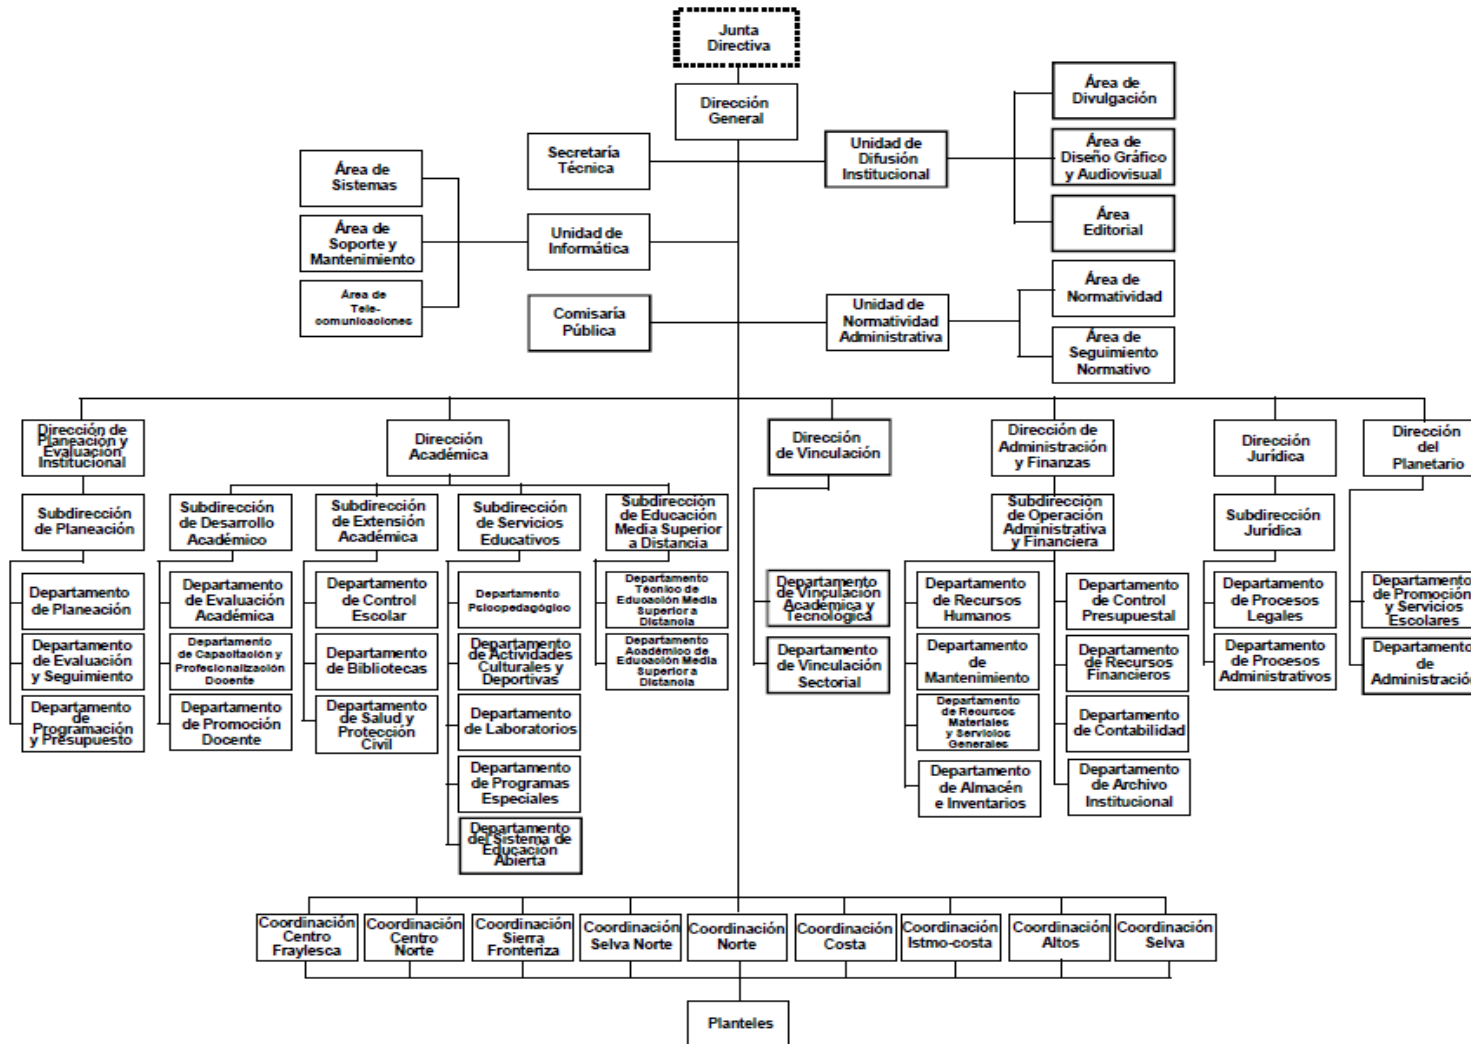 Junta
Directiva
Dirección
General
Secretaría
Técnica
Unidad de
Difusión
Institucional
Área de
Divulgación
Área de
Diseño Gráfico
y Audiovisual
Área
Editorial
Área de
Sistemas
Área de
Soporte y
Mantenimiento
Área de
Tele-
comunicaciones
Unidad de
Informática
Comisaría
Pública
Unidad de
Normatividad
Administrativa
Área de
Normatividad
Área de
Seguimiento
Normativo
Dirección de
Planeación y
Evaluación
Institucional
Dirección
Académica
Dirección
de Vinculación
Dirección de
Administración
y Finanzas
Dirección
Jurídica
Dirección
del
Planetario
Subdirección
de Planeación
Subdirección
de Desarrollo
Académico
Subdirección
de Extensión
Académica
Subdirección
de Servicios
Educativos
Subdirección
de Educación
Media Superior
a Distancia
Subdirección
de Operación
Administrativa
y Financiera
Subdirección
Jurídica
Departamento
de Planeación
Departamento
de Evaluación
y Seguimiento
Departamento
de
Programación
y Presupuesto
Departamento
de Evaluación
Académica
Departamento
de Capacitación y
Profesionalización
Docente
Departamento
de Promoción
Docente
Departamento
de Control
Escolar
Departamento
de Bibliotecas
Departamento
de Salud y
Protección
Civil
Departamento
Psicopedagógico
Departamento
de Actividades
Culturales y
Deportivas
Departamento
de Laboratorios
Departamento
de Programas
Especiales
Departamento
del Sistema de
Educación
Abierta
Departamento
Técnico de
Educación Media
Superior a
Distancia
Departamento
Académico de
Educación Media
Superior a
Distancia
Departamento
de Vinculación
Académica y
Tecnológica
Departamento
de Vinculación
Sectorial
Departamento
de Recursos
Humanos
Departamento
de
Mantenimiento
Departamento
de Recursos
Materiales
y Servicios
Generales
Departamento
de Almacén
e Inventarios
Departamento
de Control
Presupuestal
Departamento
de Recursos
Financieros
Departamento
de Contabilidad
Departamento
de Archivo
Institucional
Departamento
de Procesos
Legales
Departamento
de Procesos
Administrativos
Departamento
de Promoción
y Servicios
Escolares
Departamento
de
Administración
Coordinación
Centro
Fraylesca
Coordinación
Centro
Norte
Coordinación
Sierra
Fronteriza
Coordinación
Selva Norte
Coordinación
Norte
Coordinación
Costa
Coordinación
Istmo-costa
Coordinación
Altos
Coordinación
Selva
Planteles